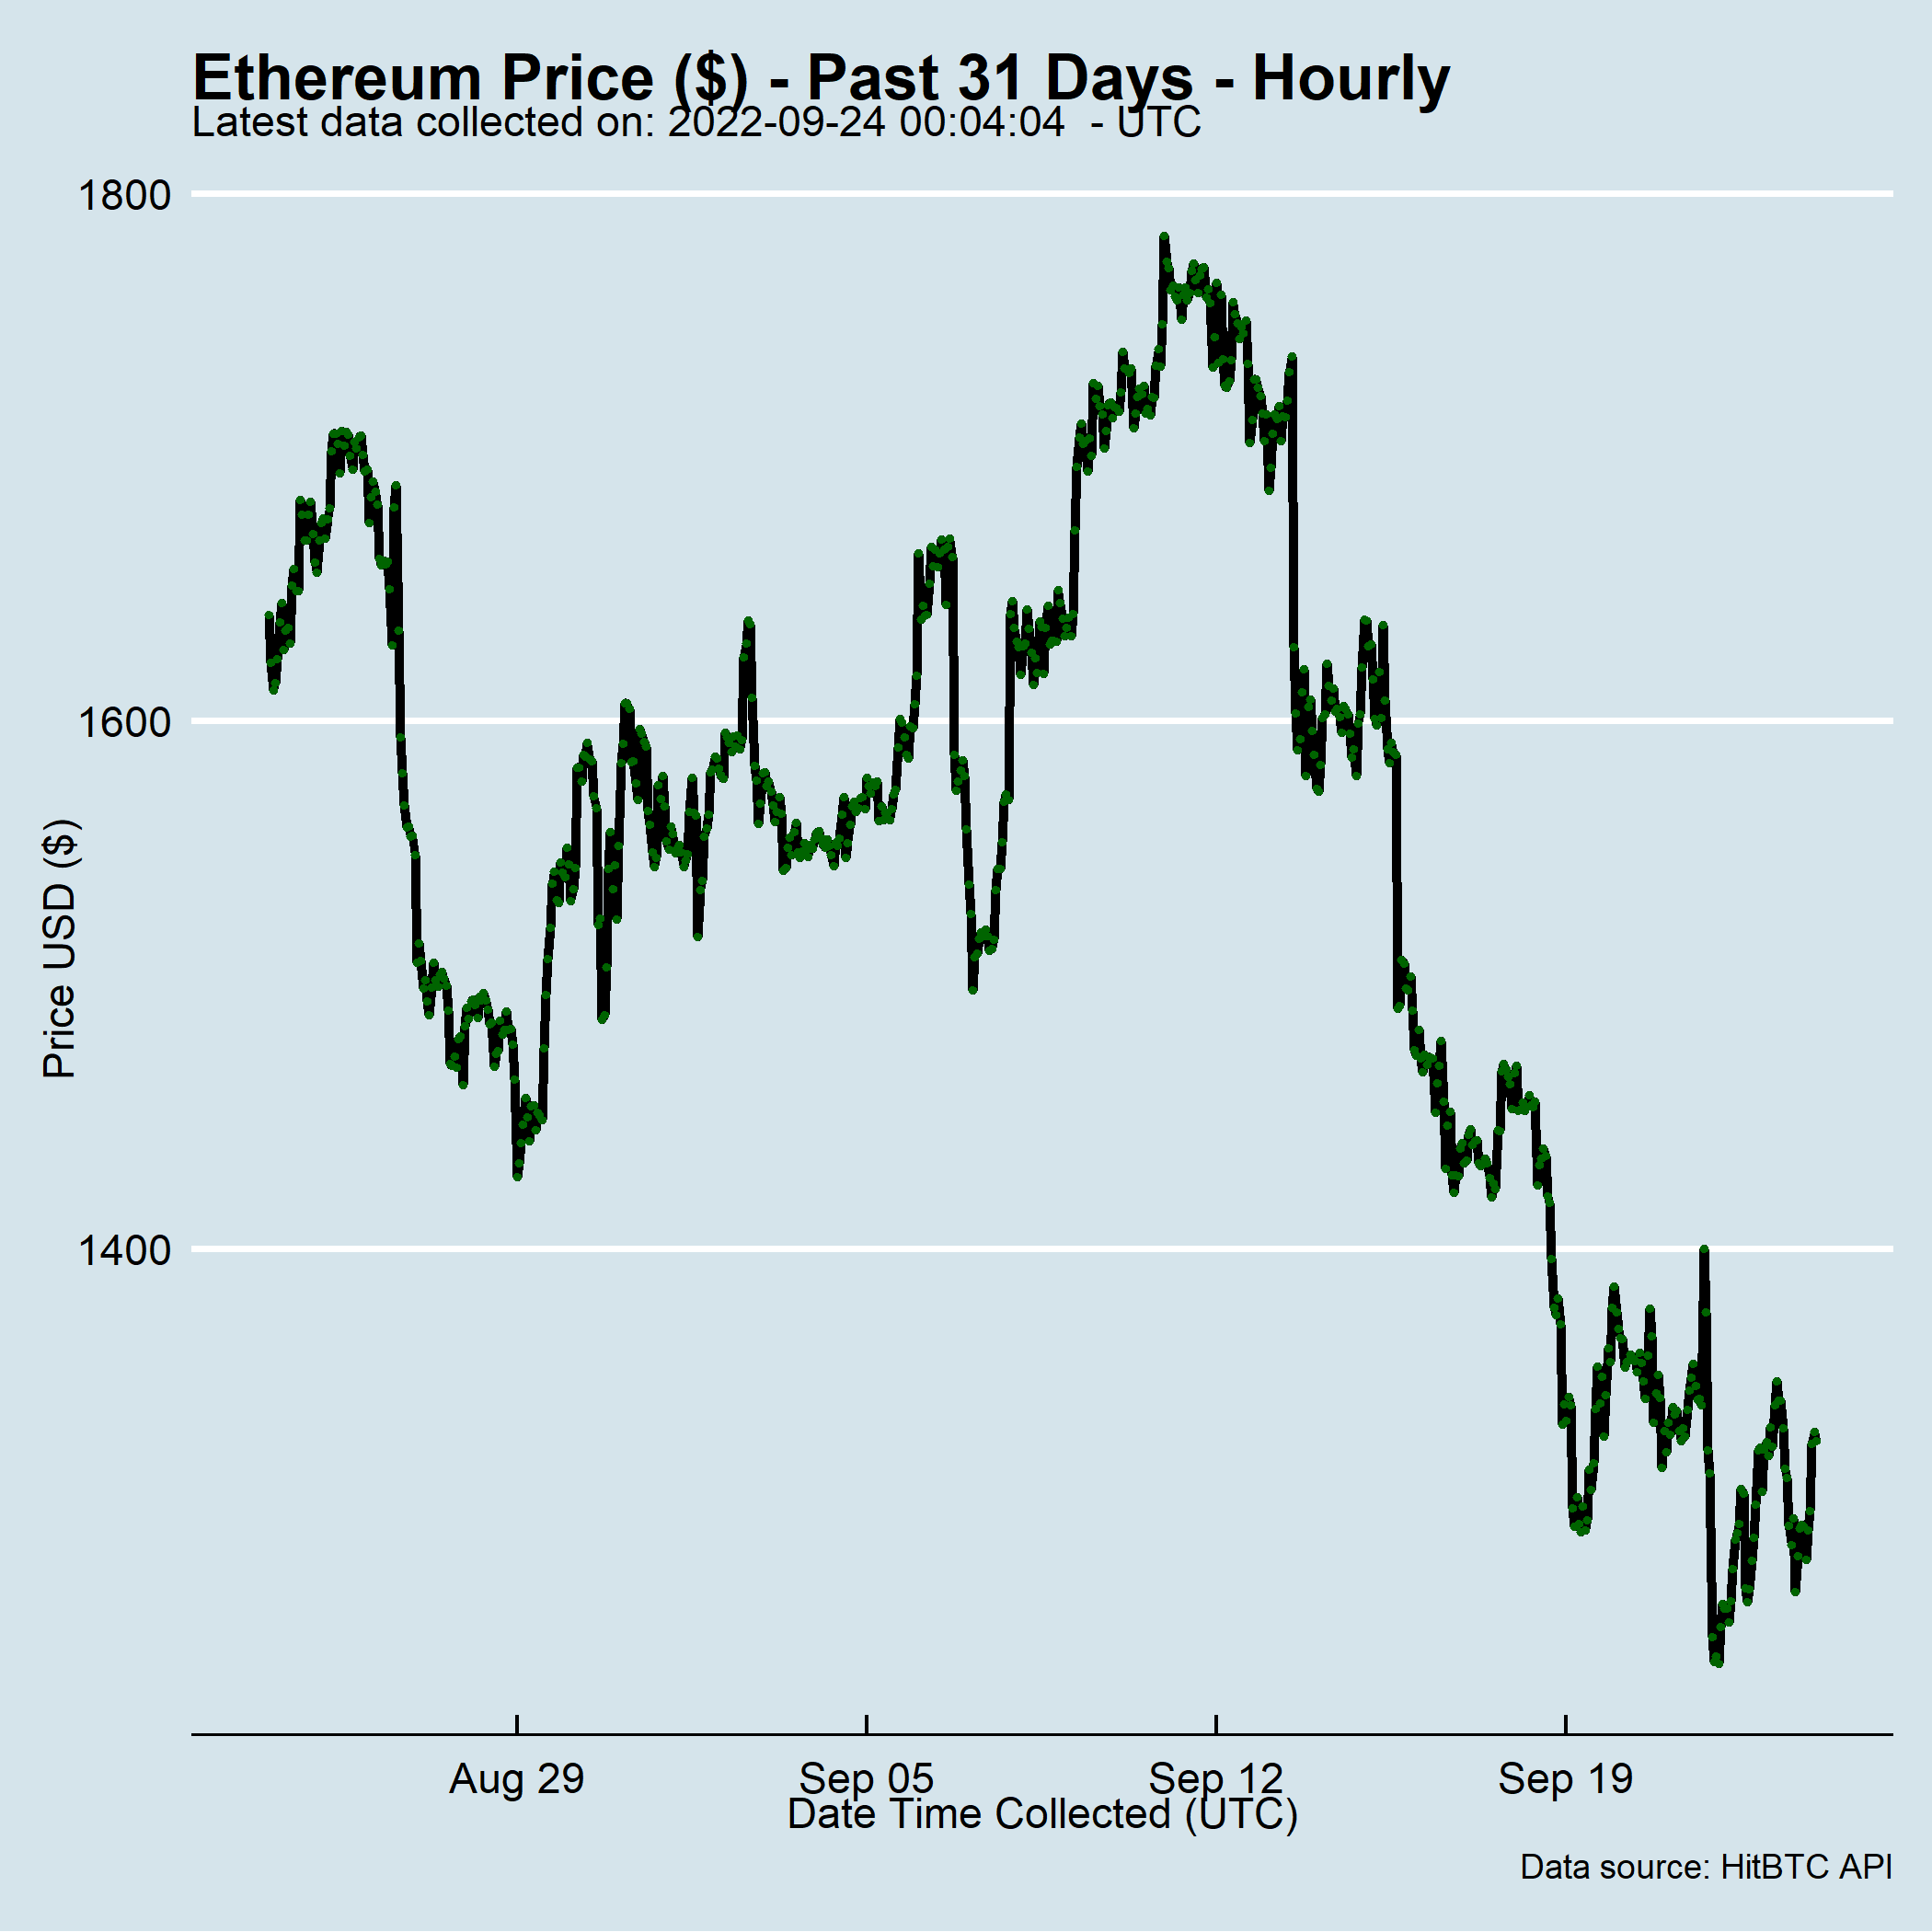 Ethereum Price ($) - Past 31 Days - Hourly
Latest data collected on: 2022-09-24 00:04:04  - UTC
1800
1600
1400
Price USD ($)
Aug 29
Sep 05
Sep 12
Sep 19
Date Time Collected (UTC)
Data source: HitBTC API